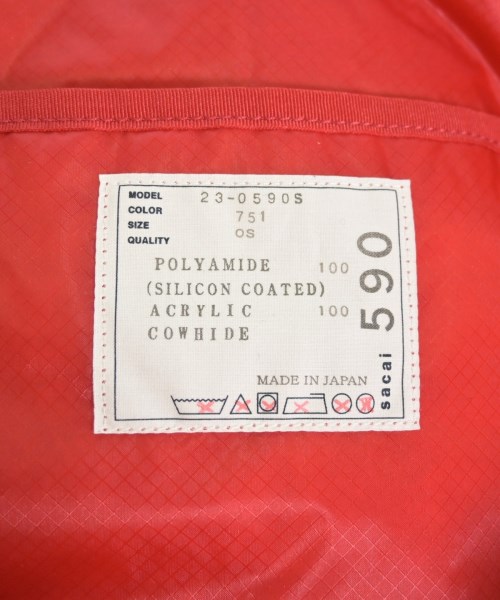 MODEL 23-0590S
COLOR 751
SIZE OS
QUALITY
POLYAMIDE 100
(SILICON COATED)
ACRYLIC 100
COWHIDE
MADE IN JAPAN
sacai 590